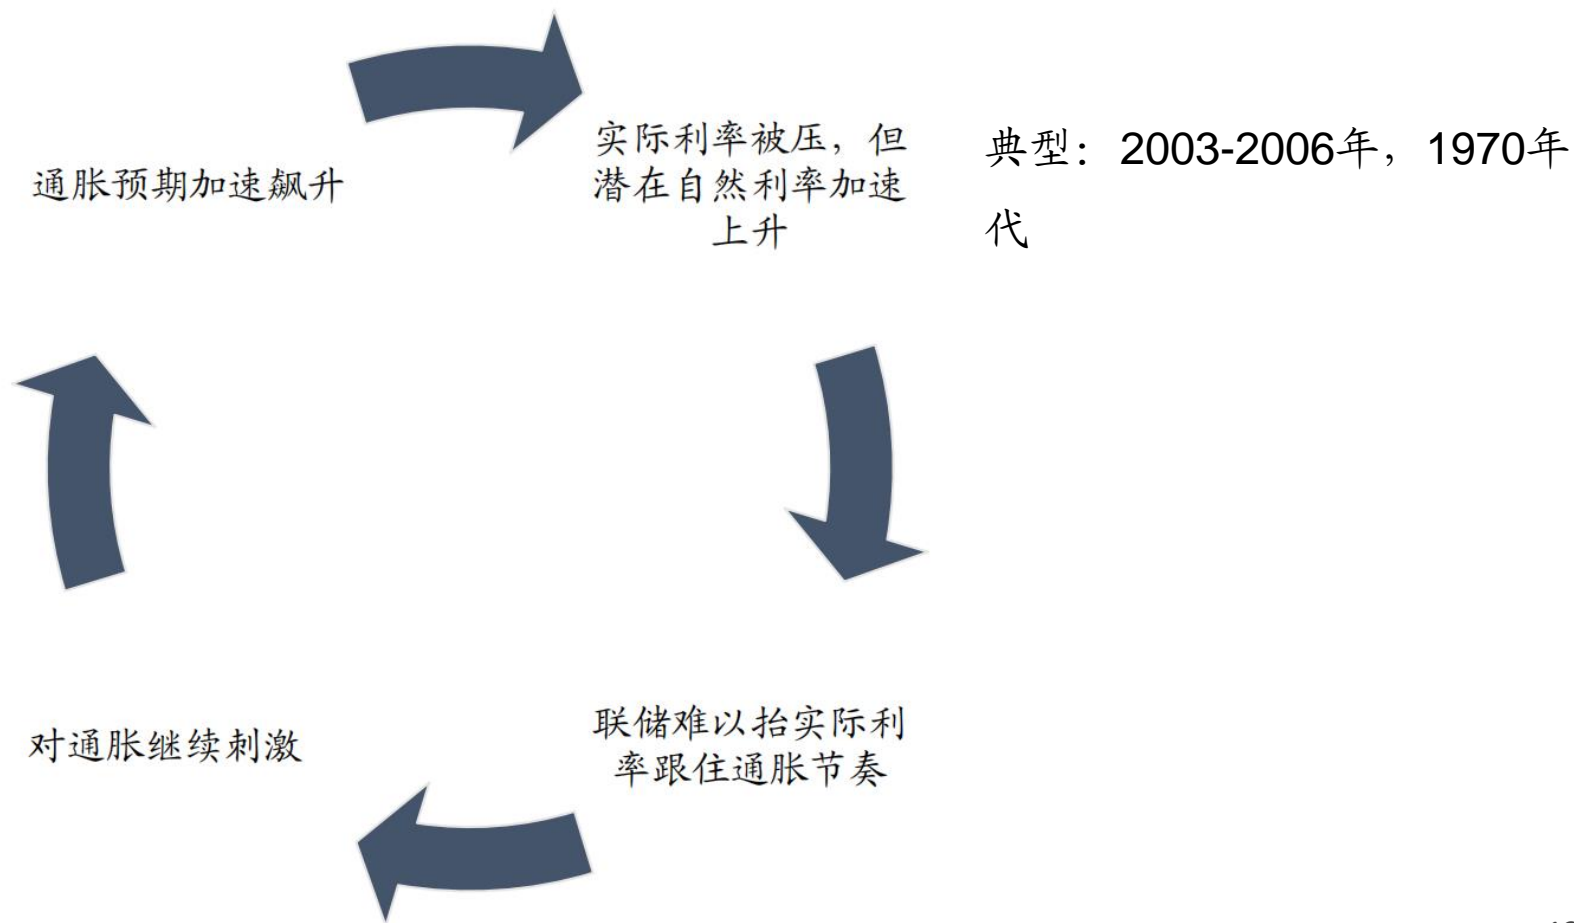 通胀预期加速飙升
实际利率被压，但
潜在自然利率加速
上升
典型：2003-2006年，1970年
代
对通胀继续刺激
联储难以抬实际利
率跟住通胀节奏